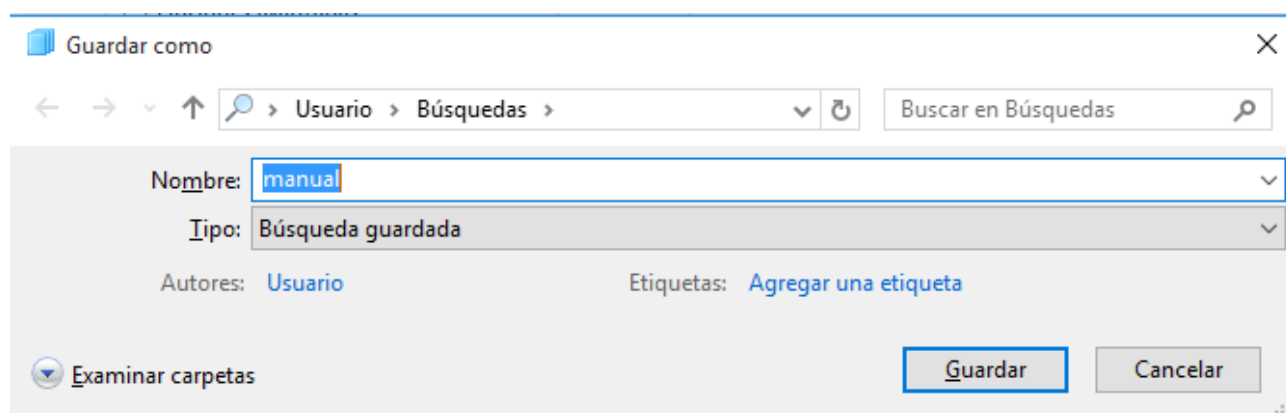 Guardar como
Usuario > Búsquedas >
Buscar en Búsquedas
Nombre: manual
Tipo: Búsqueda guardada
Autores: Usuario Etiquetas: Agregar una etiqueta
Examinar carpetas Guardar Cancelar